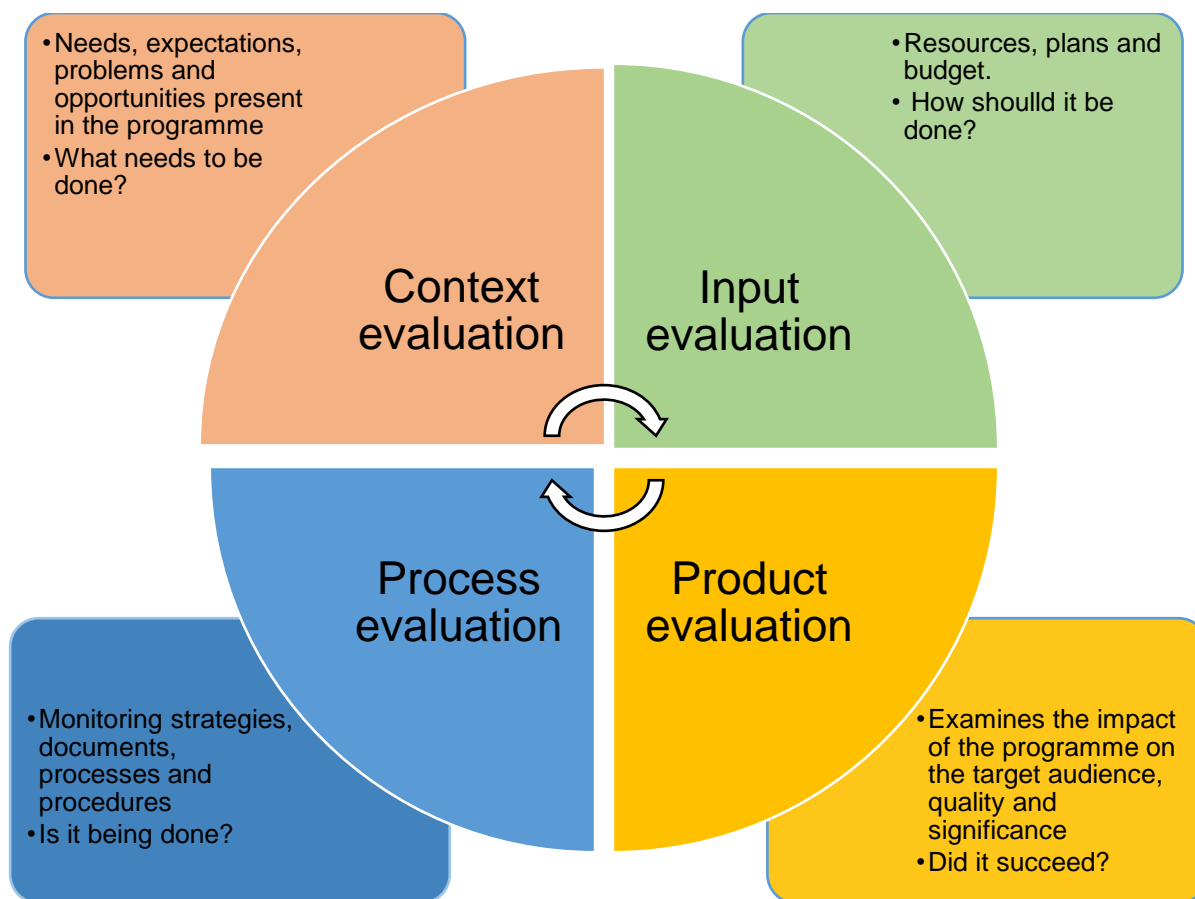 •Needs, expectations,
problems and
opportunities present
in the programme
•What needs to be
done?
•Resources, plans and
budget.
• How shoulld it be
done?
Context
evaluation
Input
evaluation
Process
evaluation
Product
evaluation
•Monitoring strategies,
documents,
processes and
procedures
•Is it being done?
•Examines the impact
of the programme on
the target audience,
quality and
significance
•Did it succeed?